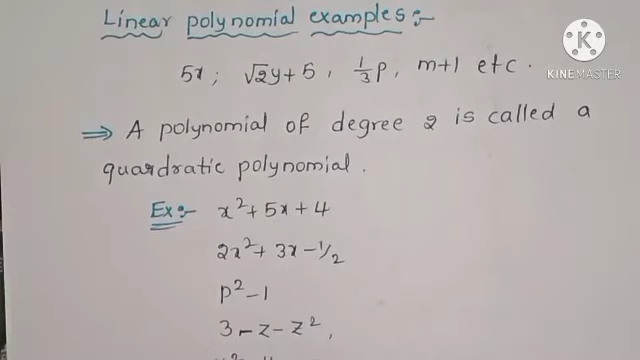 Linear polynomial examples:-
5x; √2y+5, 1/3 p, m+1 etc.
KINEMASTER
⇒ A polynomial of degree 2 is called a
quardratic polynomial.
Ex:- x²+5x+4
2x²+3x-1/2
p²-1
3-z-z²,